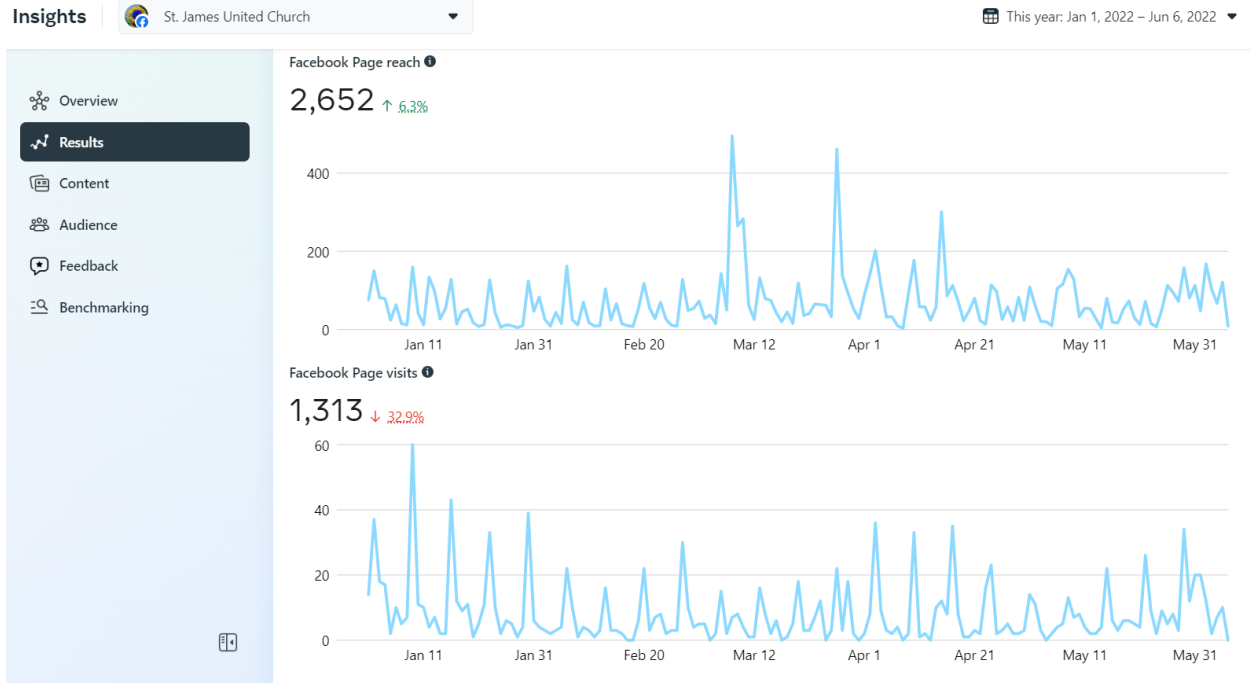 Insights
St. James United Church
This year: Jan 1, 2022 – Jun 6, 2022
Overview
Results
Content
Audience
Feedback
Benchmarking
Facebook Page reach
2,652 ↑ 6.3%
400
200
0
Jan 11 Jan 31 Feb 20 Mar 12 Apr 1 Apr 21 May 11 May 31
Facebook Page visits
1,313 ↓ 32.9%
60
40
20
0
Jan 11 Jan 31 Feb 20 Mar 12 Apr 1 Apr 21 May 11 May 31